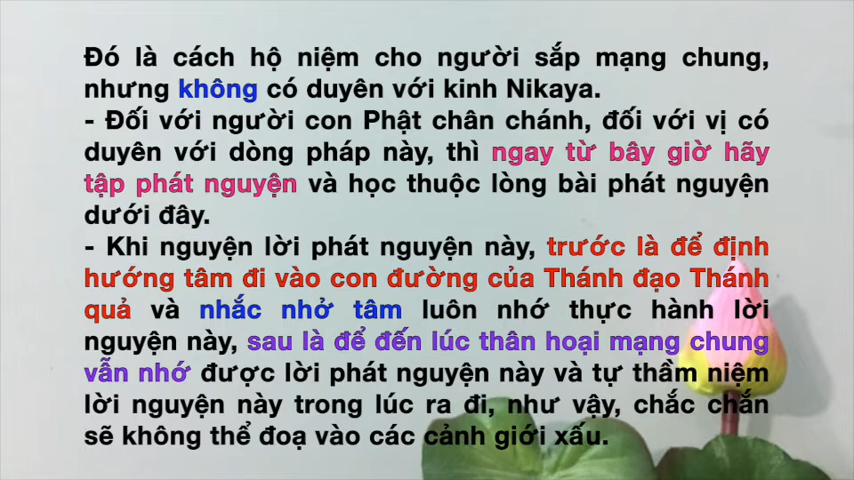 Đó là cách hộ niệm cho người sắp mạng chung,
nhưng không có duyên với kinh Nikaya.
- Đối với người con Phật chân chánh, đối với vị có
duyên với dòng pháp này, thì ngay từ bây giờ hãy
tập phát nguyện và học thuộc lòng bài phát nguyện
dưới đây.
- Khi nguyện lời phát nguyện này, trước là để định
hướng tâm đi vào con đường của Thánh đạo Thánh
quả và nhắc nhở tâm luôn nhớ thực hành lời
nguyện này, sau là để đến lúc thân hoại mạng chung
vẫn nhớ được lời phát nguyện này và tự thầm niệm
lời nguyện này trong lúc ra đi, như vậy, chắc chắn
sẽ không thể đoạ vào các cảnh giới xấu.